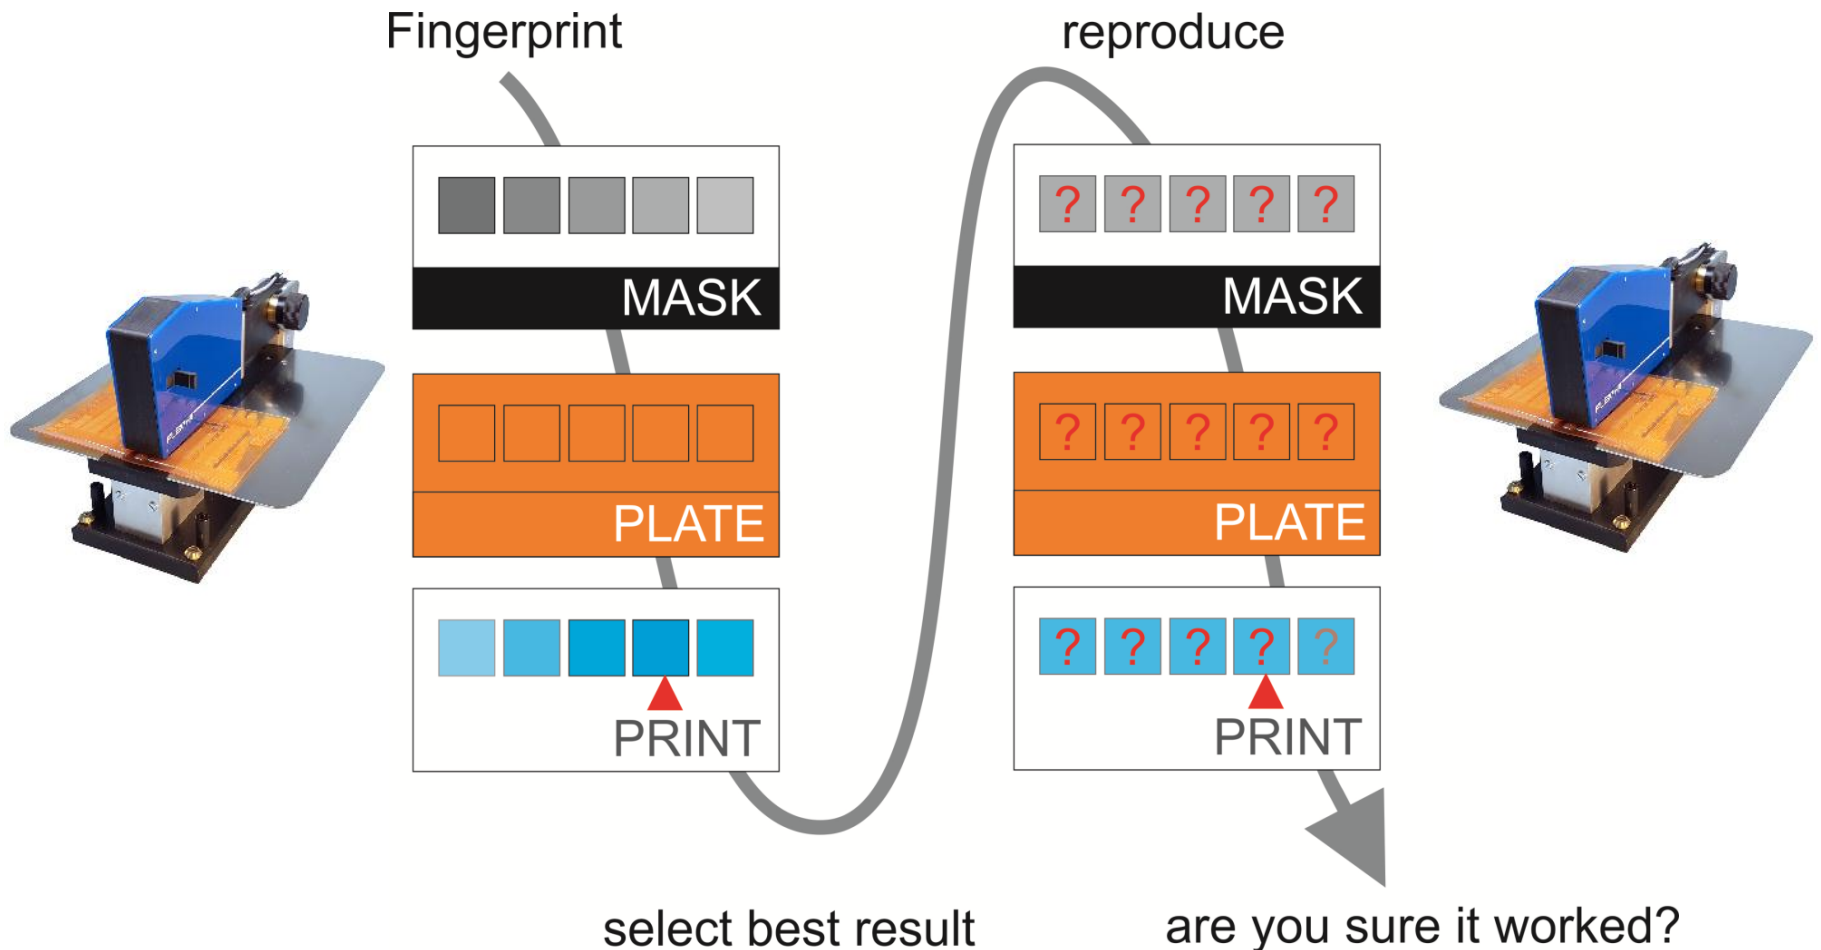 Fingerprint
reproduce
MASK
PLATE
PRINT
? ? ? ? ?
MASK
? ? ? ? ?
PLATE
? ? ? ? ?
PRINT
select best result
are you sure it worked?